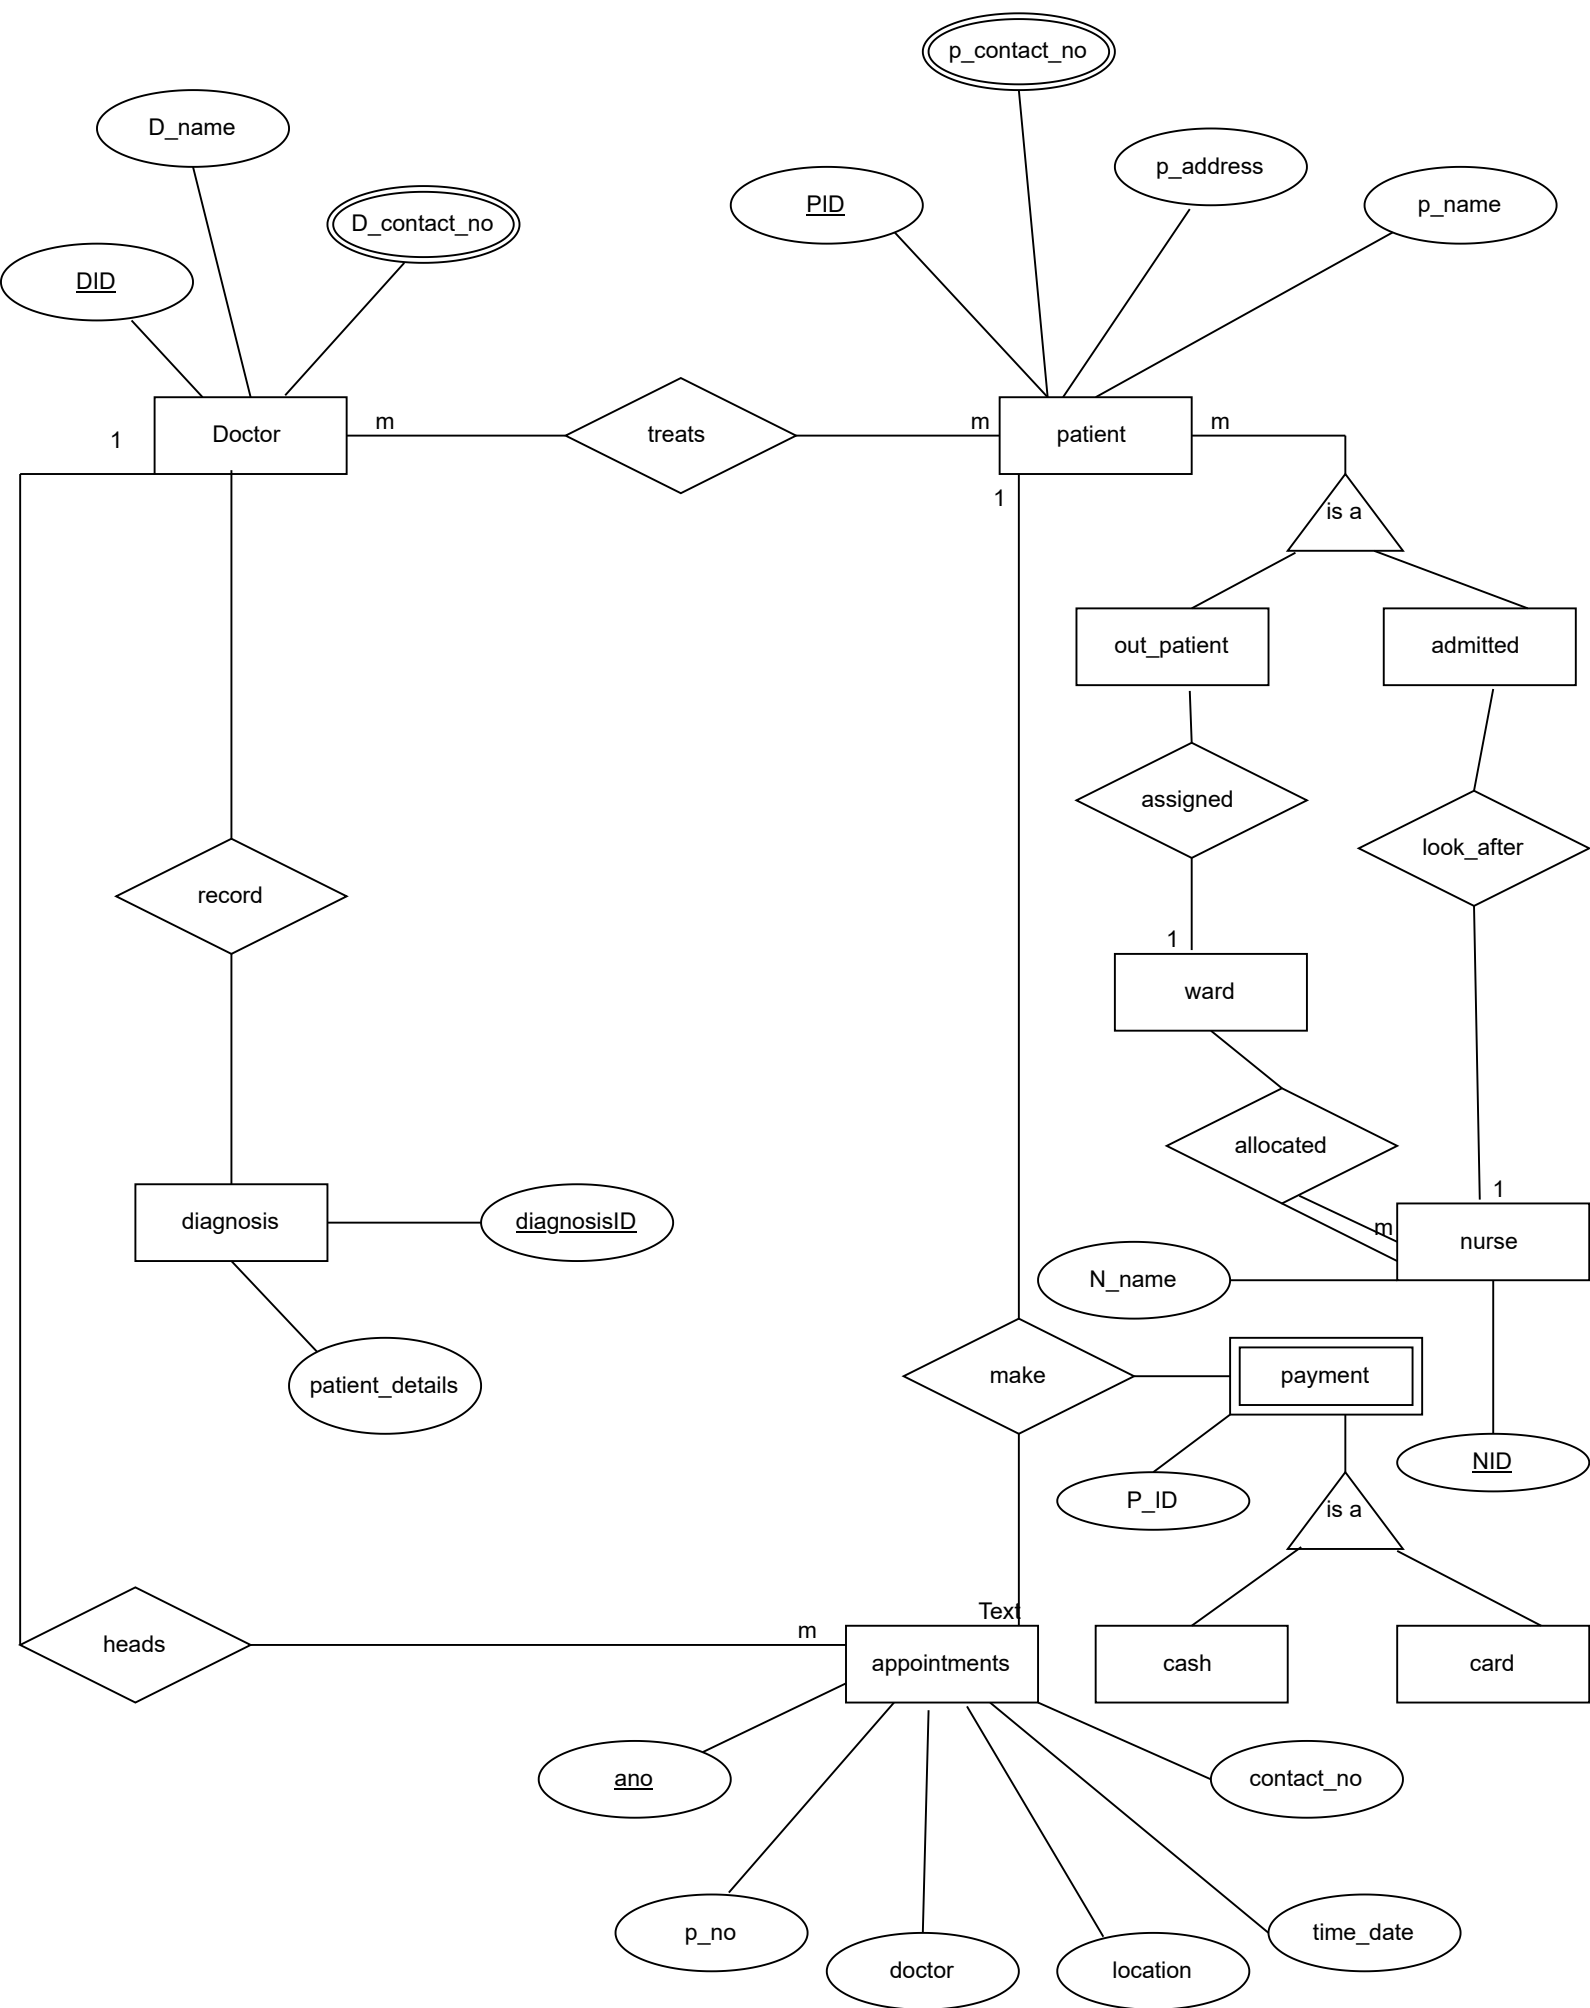 p_contact_no
D_name
p_address
PID
p_name
D_contact_no
DID
1
Doctor
m
treats
m
patient
m
1
is a
out_patient
admitted
assigned
look_after
record
1
ward
allocated
1
diagnosis
diagnosisID
m
nurse
N_name
make
payment
patient_details
NID
P_ID
is a
Text
heads
m
appointments
cash
card
ano
contact_no
p_no
time_date
doctor
location